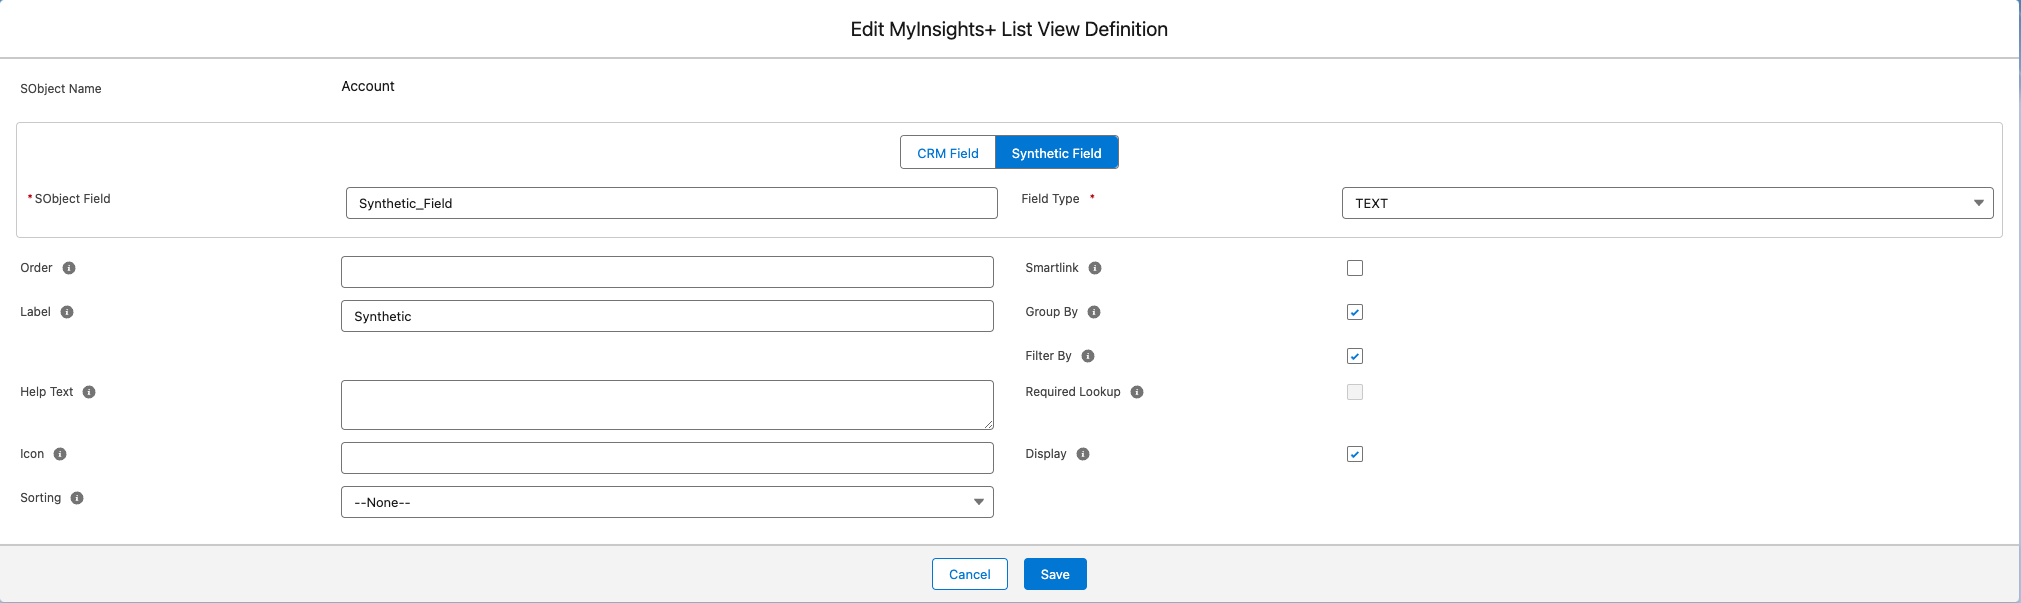 Edit MyInsights+ List View Definition
SObject Name
Account
CRM Field
Synthetic Field
* SObject Field
Synthetic_Field
Field Type *
TEXT
Order
Smartlink
Label
Synthetic
Group By
Filter By
Help Text
Required Lookup
Icon
Display
Sorting
--None--
Cancel
Save